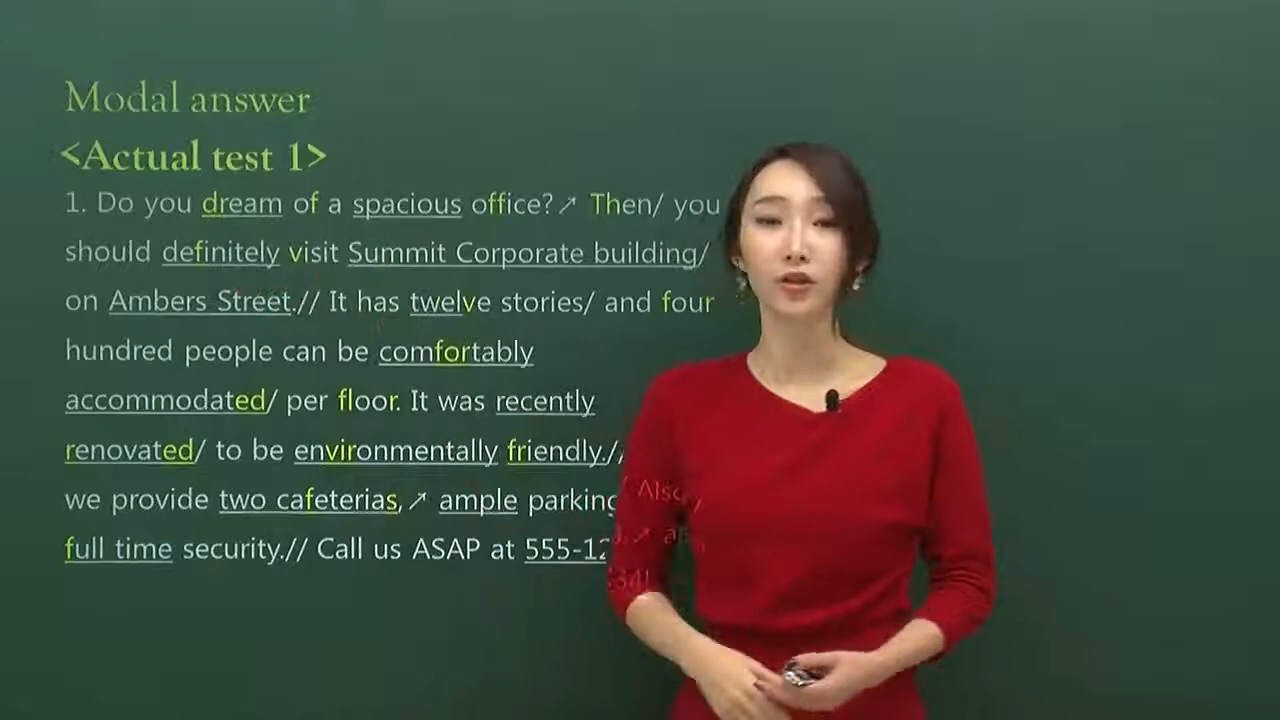 Modal answer
<Actual test 1>
1. Do you dream of a spacious office?↗ Then/ you
should definitely visit Summit Corporate building/
on Ambers Street.// It has twelve stories/ and four
hundred people can be comfortably
accommodated/ per floor. It was recently
renovated/ to be environmentally friendly.// Also,
we provide two cafeterias,↗ ample parking
full time security.// Call us ASAP at 555-1234!